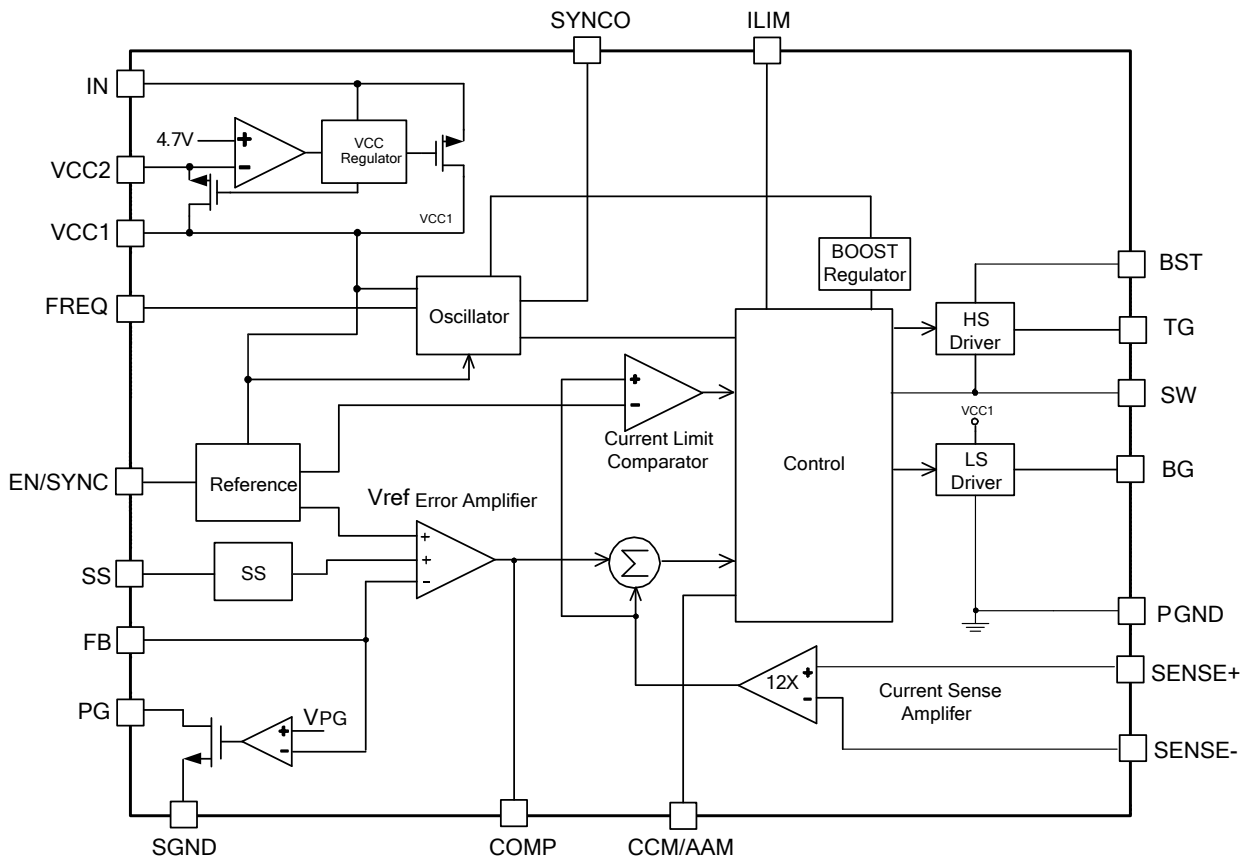 SYNCO
ILIM
IN
4.7V
+
-
VCC
Regulator
VCC2
VCC1
VCC1
BOOST
Regulator
BST
FREQ
Oscillator
HS
Driver
TG
+
-
SW
Current Limit
Comparator
VCC1
Control
EN/SYNC
Reference
LS
Driver
BG
Vref Error Amplifier
+
+
-
SS
SS
Σ
FB
PGND
12X
+
-
Current Sense
Amplifer
SENSE+
PG
VPG
+
-
SENSE-
SGND
COMP
CCM/AAM